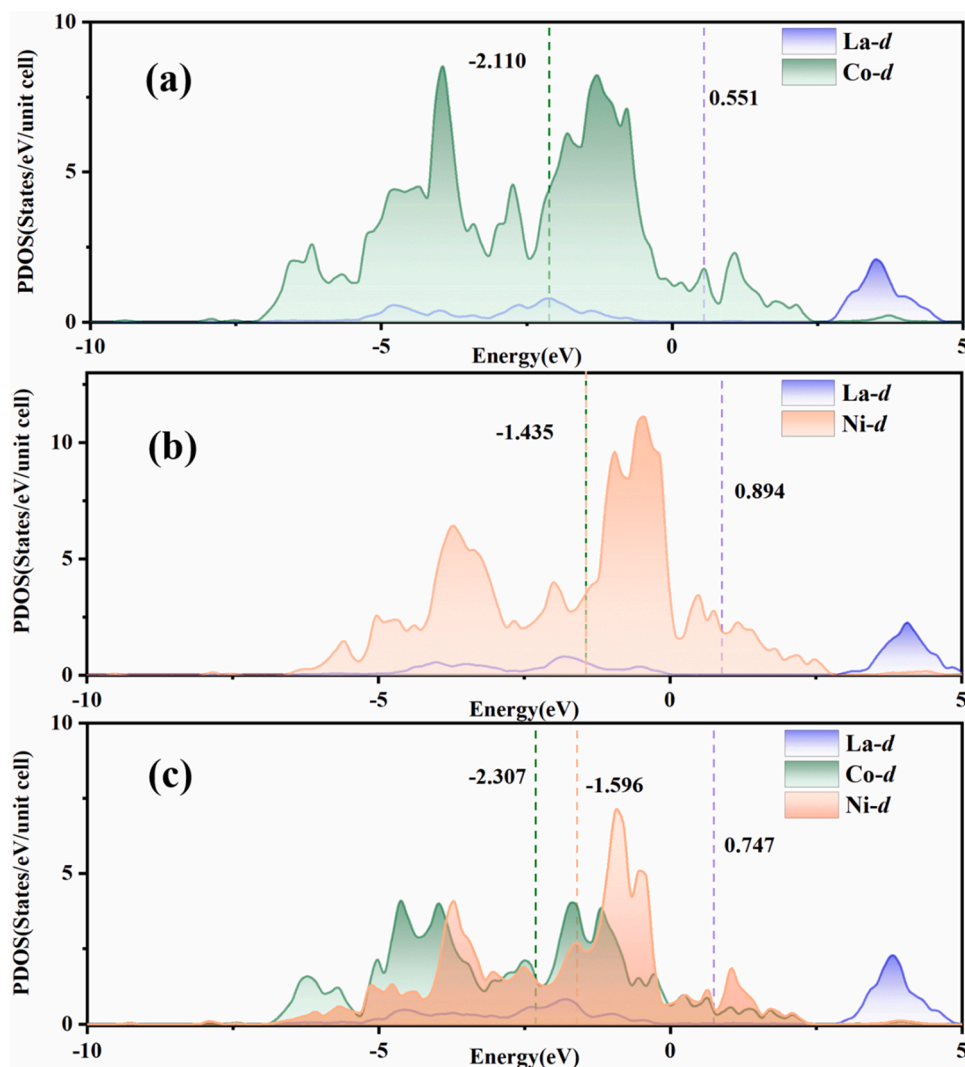 10
(a)
-2.110
La-d
Co-d
0.551
PDOS(States/eV/unit cell)
5
0
-10
-5
0
5
Energy(eV)
(b)
-1.435
La-d
Ni-d
0.894
PDOS(States/eV/unit cell)
10
5
0
-10
-5
0
5
Energy(eV)
10
(c)
-2.307
-1.596
La-d
Co-d
Ni-d
0.747
PDOS(States/eV/unit cell)
5
0
-10
-5
0
5
Energy(eV)